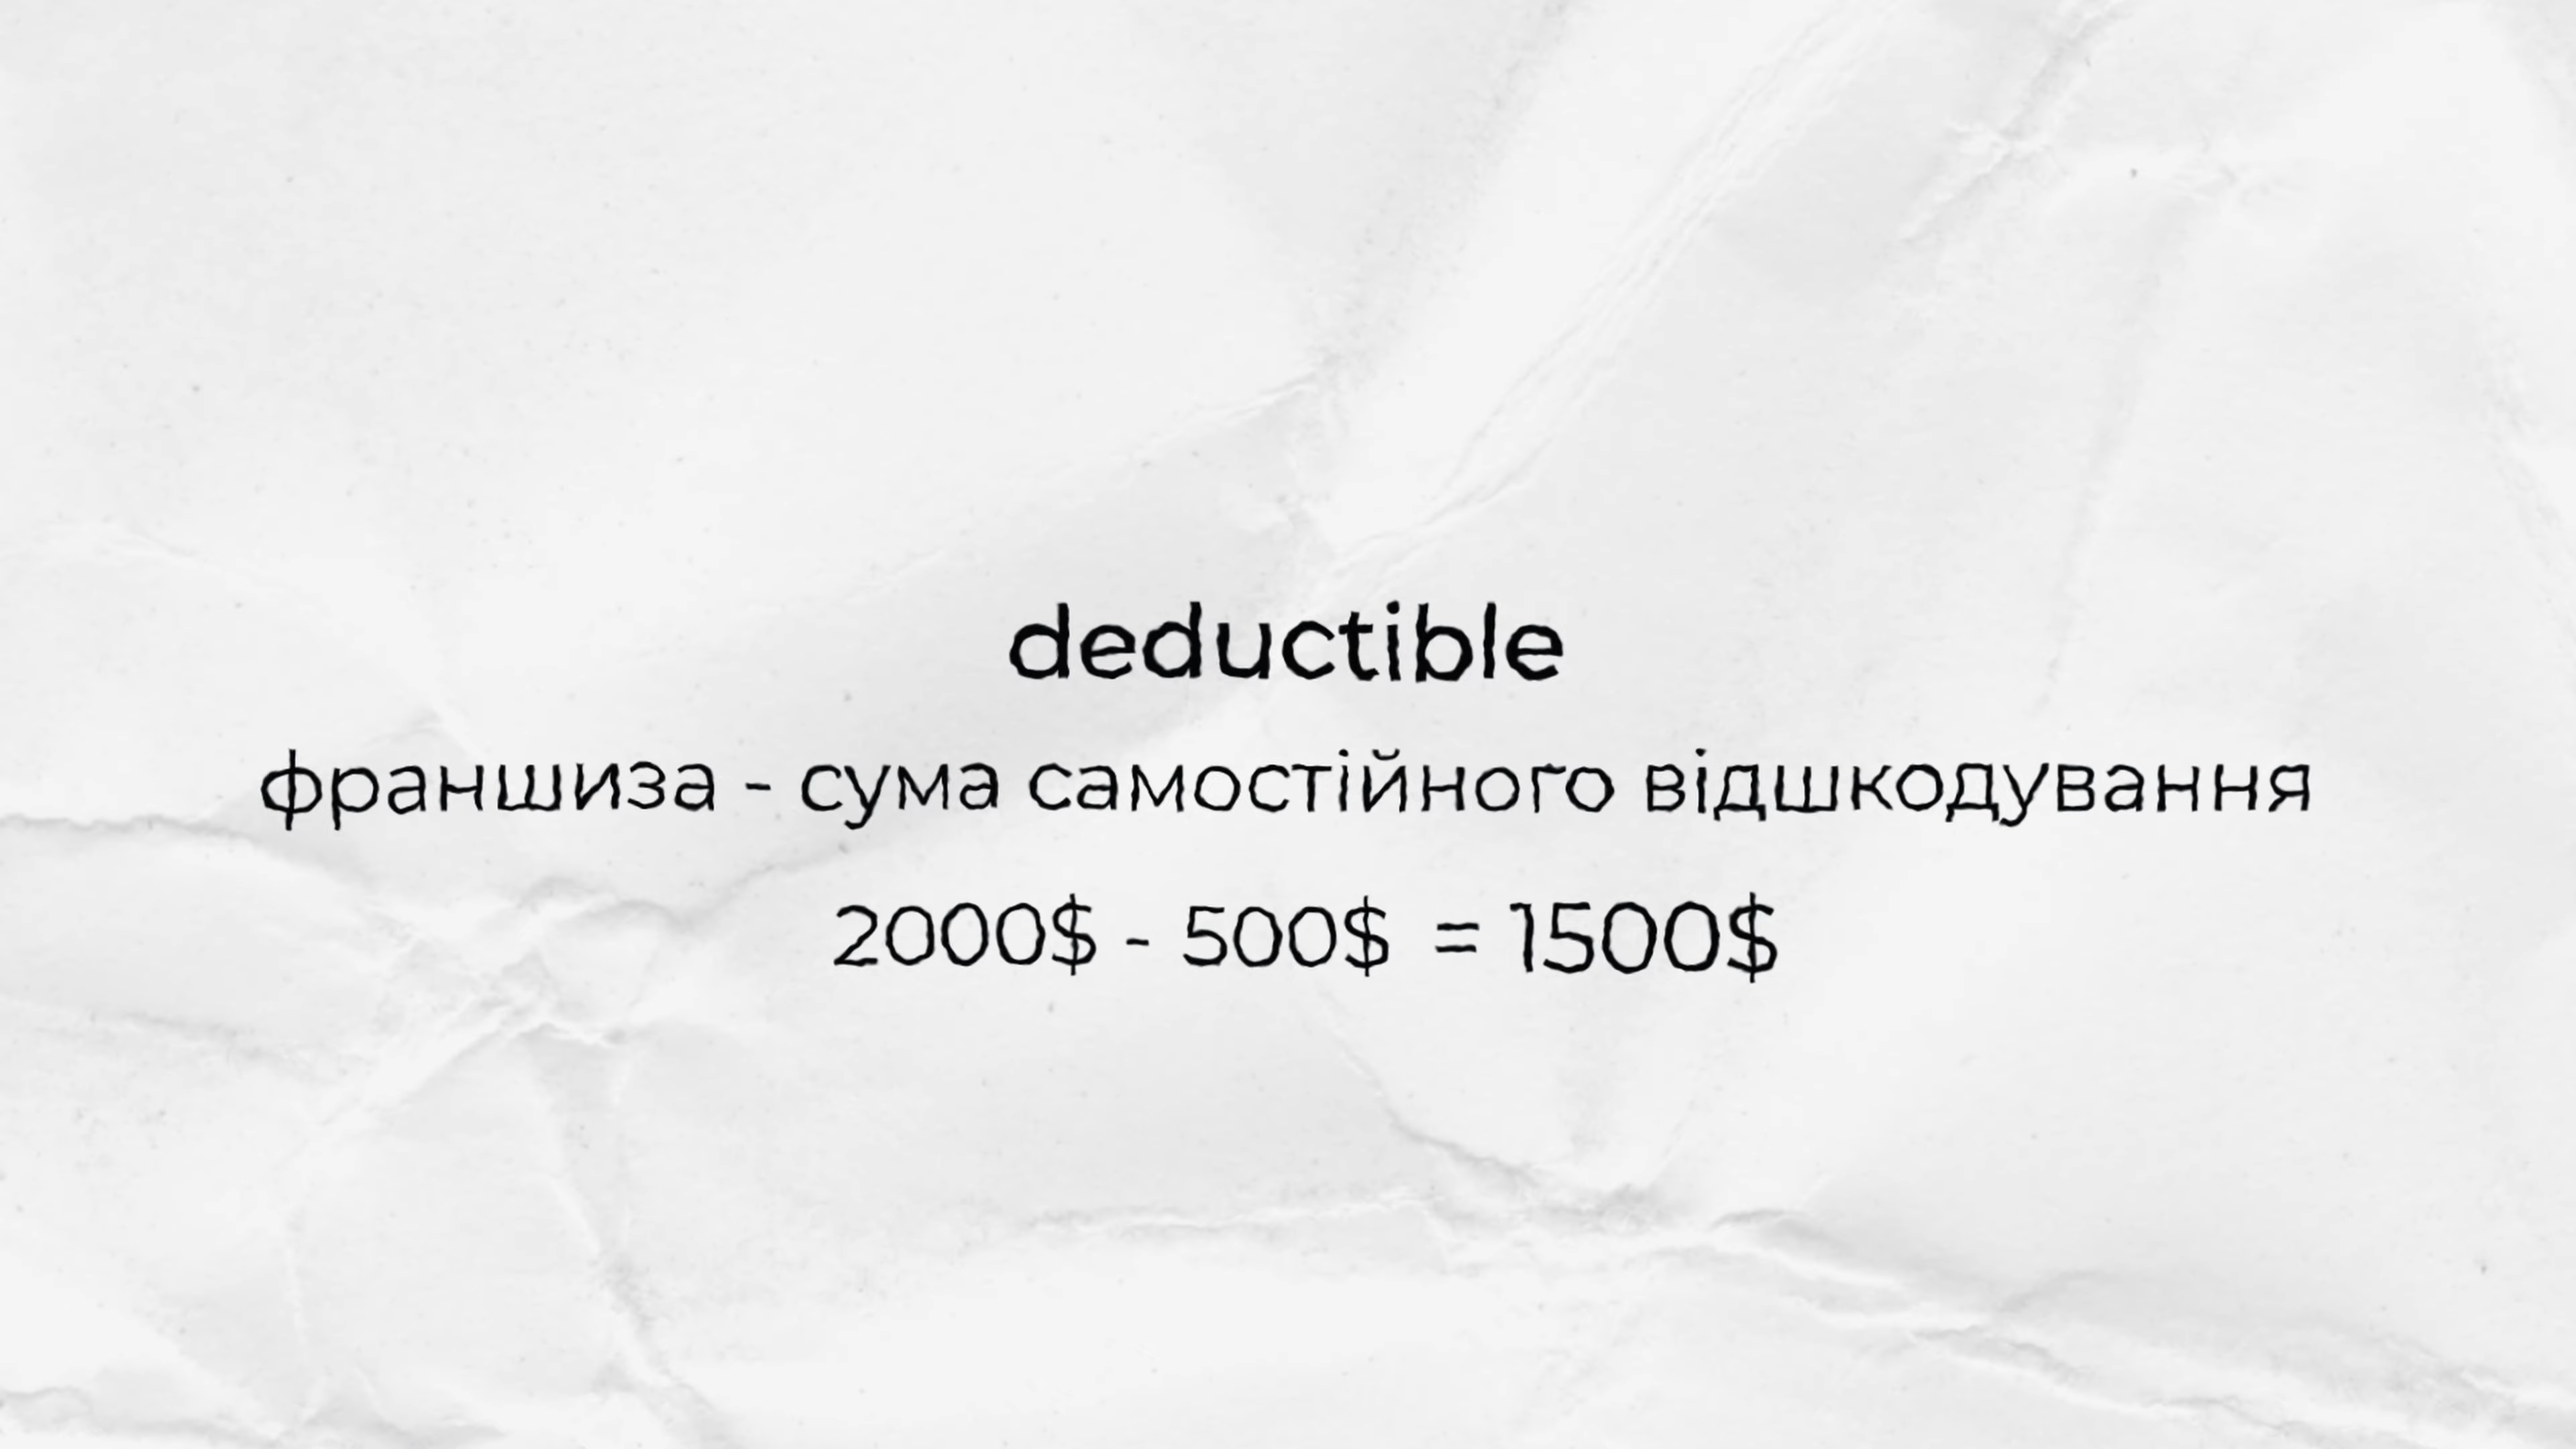 deductible
франшиза - сума самостійного відшкодування
2000$ - 500$ = 1500$